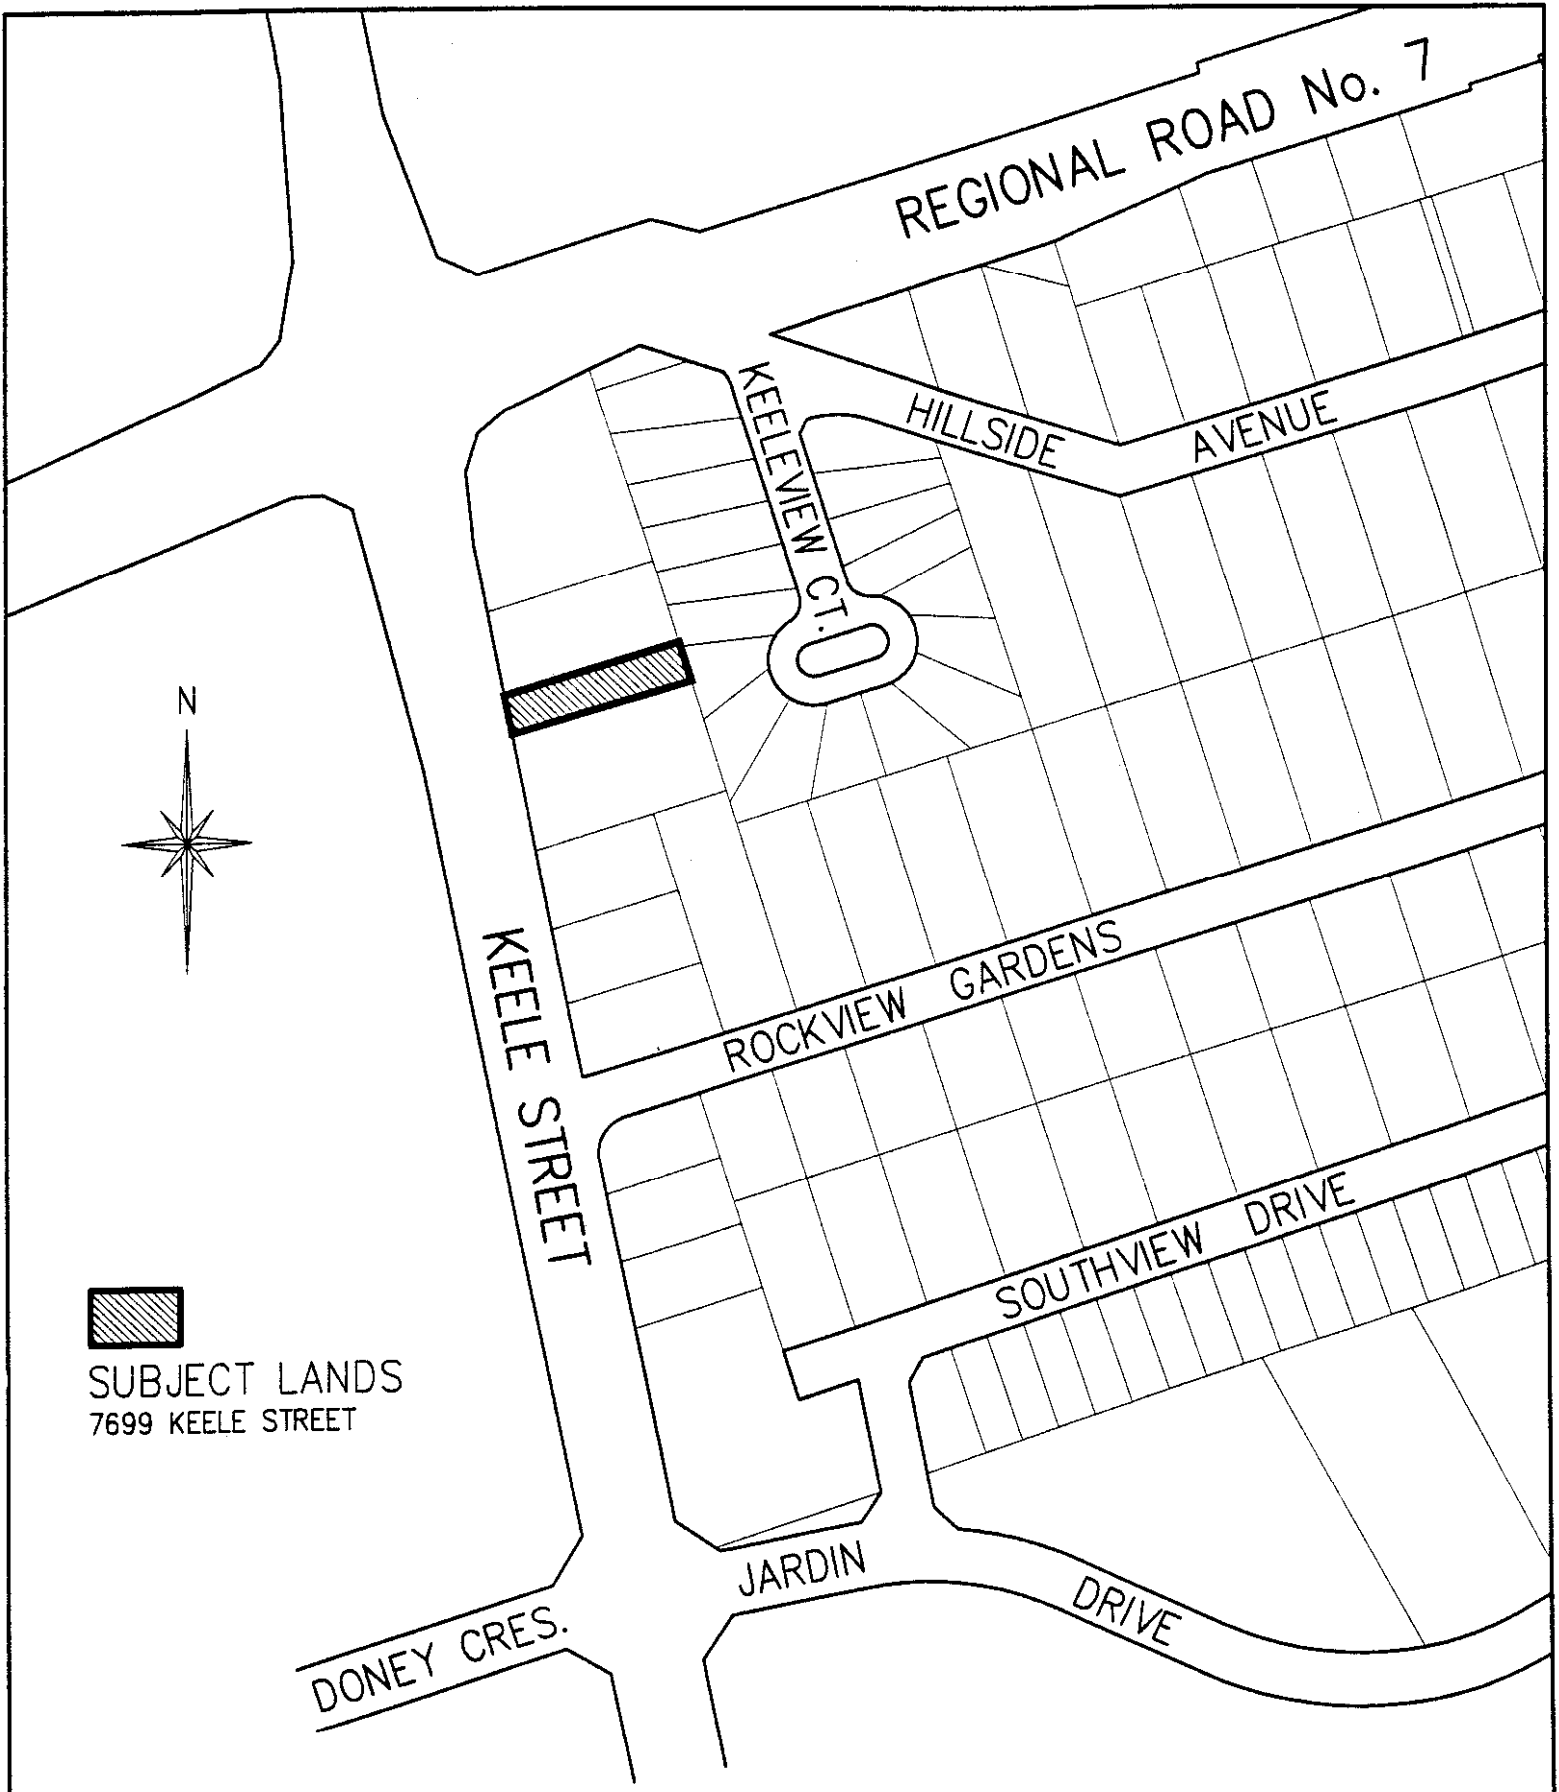 REGIONAL ROAD No. 7
KEELEVIEW CT.
HILLSIDE AVENUE
N
KEELE STREET
ROCKVIEW GARDENS
SOUTHVIEW DRIVE
SUBJECT LANDS
7699 KEELE STREET
JARDIN DRIVE
DONEY CRES.